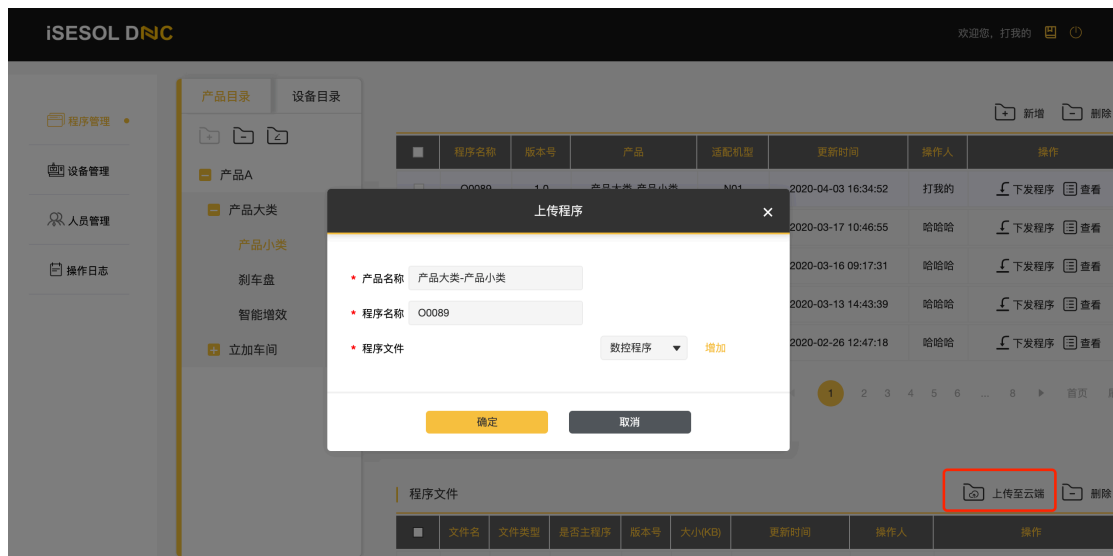 iSESOL DNC
欢迎您，打我的
程序管理
设备管理
人员管理
操作日志
产品目录 设备目录
产品A
产品大类
产品小类
刹车盘
智能增效
立加车间
新增 删除
程序名称 版本号 产品 适配机型 更新时间 操作人 操作
O0089 1.0 产品大类-产品小类 N01 2020-04-03 16:34:52 打我的 下发程序 查看
2020-03-17 10:46:55 哈哈哈 下发程序 查看
2020-03-16 09:17:31 哈哈哈 下发程序 查看
2020-03-13 14:43:39 哈哈哈 下发程序 查看
2020-02-26 12:47:18 哈哈哈 下发程序 查看
1 2 3 4 5 6 ... 8 首页
上传程序
* 产品名称 产品大类-产品小类
* 程序名称 O0089
* 程序文件 数控程序 增加
确定 取消
程序文件
上传至云端 删除
文件名 文件类型 是否主程序 版本号 大小(KB) 更新时间 操作人 操作